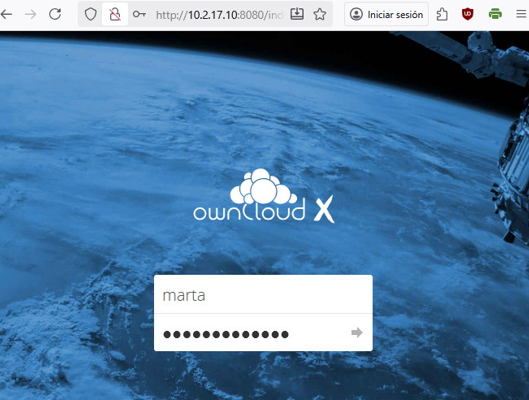 http://10.2.17.10:8080/ind
Iniciar sesión
ownCloud X
marta
●●●●●●●●●●●●●